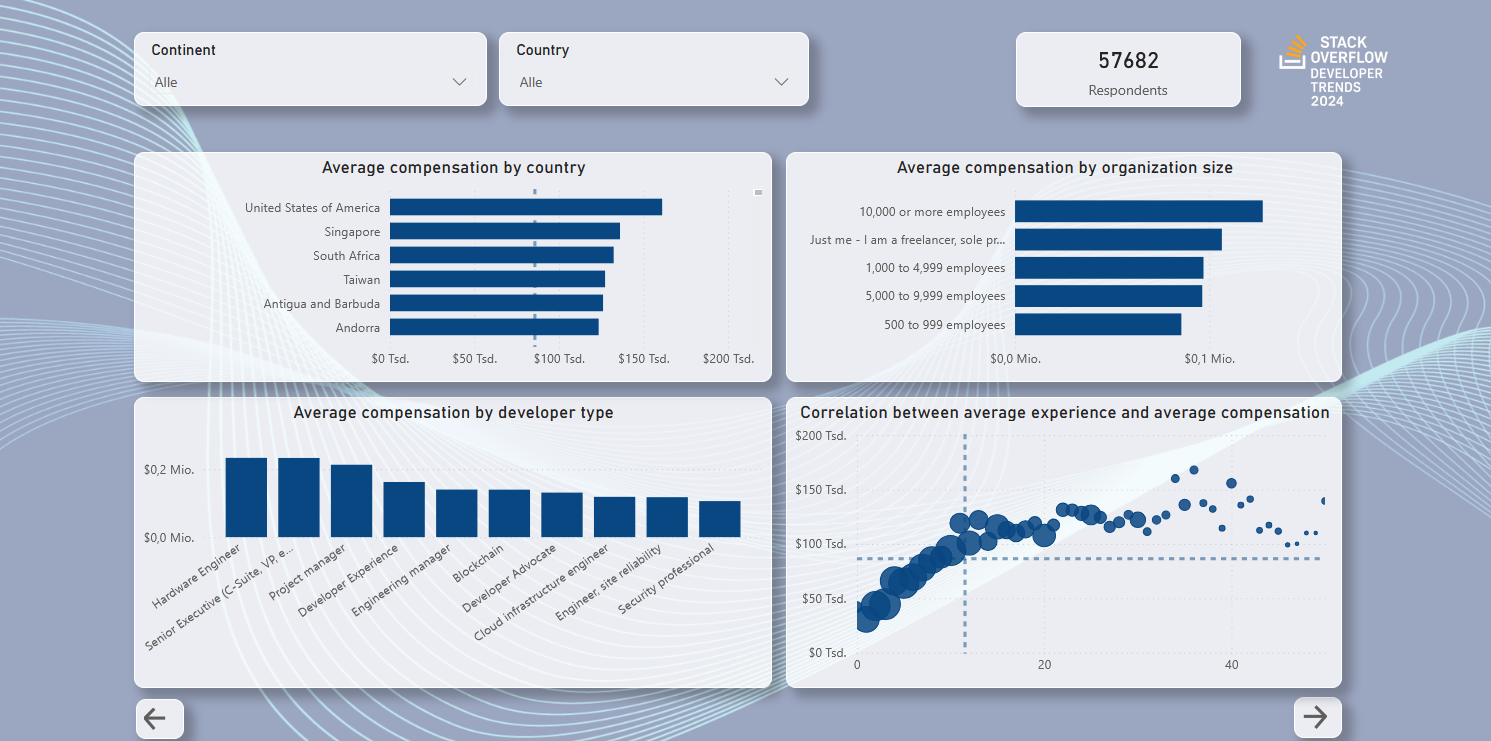 Continent
Alle
Country
Alle
57682
Respondents
STACK
OVERFLOW
DEVELOPER
TRENDS
2024
Average compensation by country
United States of America
Singapore
South Africa
Taiwan
Antigua and Barbuda
Andorra
$0 Tsd. $50 Tsd. $100 Tsd. $150 Tsd. $200 Tsd.
Average compensation by organization size
10,000 or more employees
Just me - I am a freelancer, sole pr...
1,000 to 4,999 employees
5,000 to 9,999 employees
500 to 999 employees
$0,0 Mio. $0,1 Mio.
Average compensation by developer type
$0,2 Mio.
$0,0 Mio.
Hardware Engineer
Senior Executive (C-Suite, VP, e...
Project manager
Developer Experience
Engineering manager
Blockchain
Developer Advocate
Cloud infrastructure engineer
Engineer, site reliability
Security professional
Correlation between average experience and average compensation
$200 Tsd.
$150 Tsd.
$100 Tsd.
$50 Tsd.
$0 Tsd.
0 20 40